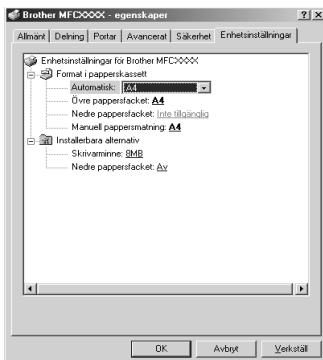 Brother MFCXXXX - egenskaper
Allmänt Delning Portar Avancerat Säkerhet Enhetsinställningar
Enhetsinställningar för Brother MFCXXXX
Format i papperskassett
Automatisk: A4
Övre pappersfacket: A4
Nedre pappersfacket: Inte tillgänglig
Manuell pappersmatning: A4
Installerbara alternativ
Skrivarminne: 8MB
Nedre pappersfacket: Av
OK Avbryt Verkställ